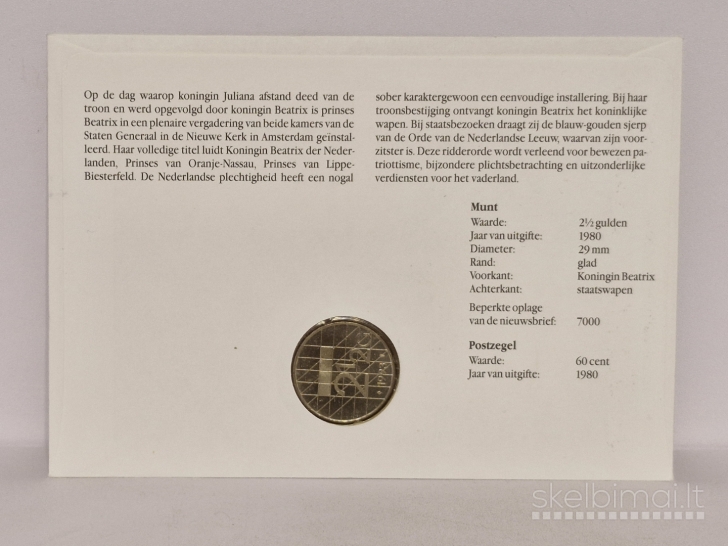 Op de dag waarop koningin Juliana afstand deed van de
troon en werd opgevolgd door koningin Beatrix is prinses
Beatrix in een plenaire vergadering van beide kamers van de
Staten Generaal in de Nieuwe Kerk in Amsterdam geïnstal-
leerd. Haar volledige titel luidt Koningin Beatrix der Neder-
landen, Prinses van Oranje-Nassau, Prinses van Lippe-
Biesterfeld. De Nederlandse plechtigheid heeft een nogal
sober karakter gewoon een eenvoudige installering. Bij haar
troonsbestijging ontvangt koningin Beatrix het koninklijke
wapen. Bij staatsbezoeken draagt zij de blauw-gouden sjerp
van de Orde van de Nederlandse Leeuw, waarvan zijn voor-
zitster is. Deze ridderorde wordt verleend voor bewezen pa-
triottisme, bijzondere plichtsbetrachting en uitzonderlijke
verdiensten voor het vaderland.
Munt
Waarde: 2½ gulden
Jaar van uitgifte: 1980
Diameter: 29 mm
Rand: glad
Voorkant: Koningin Beatrix
Achterkant: staatswapen
Beperkte oplage
van de nieuwsbrief: 7000
Postzegel
Waarde: 60 cent
Jaar van uitgifte: 1980
skelbimai.lt